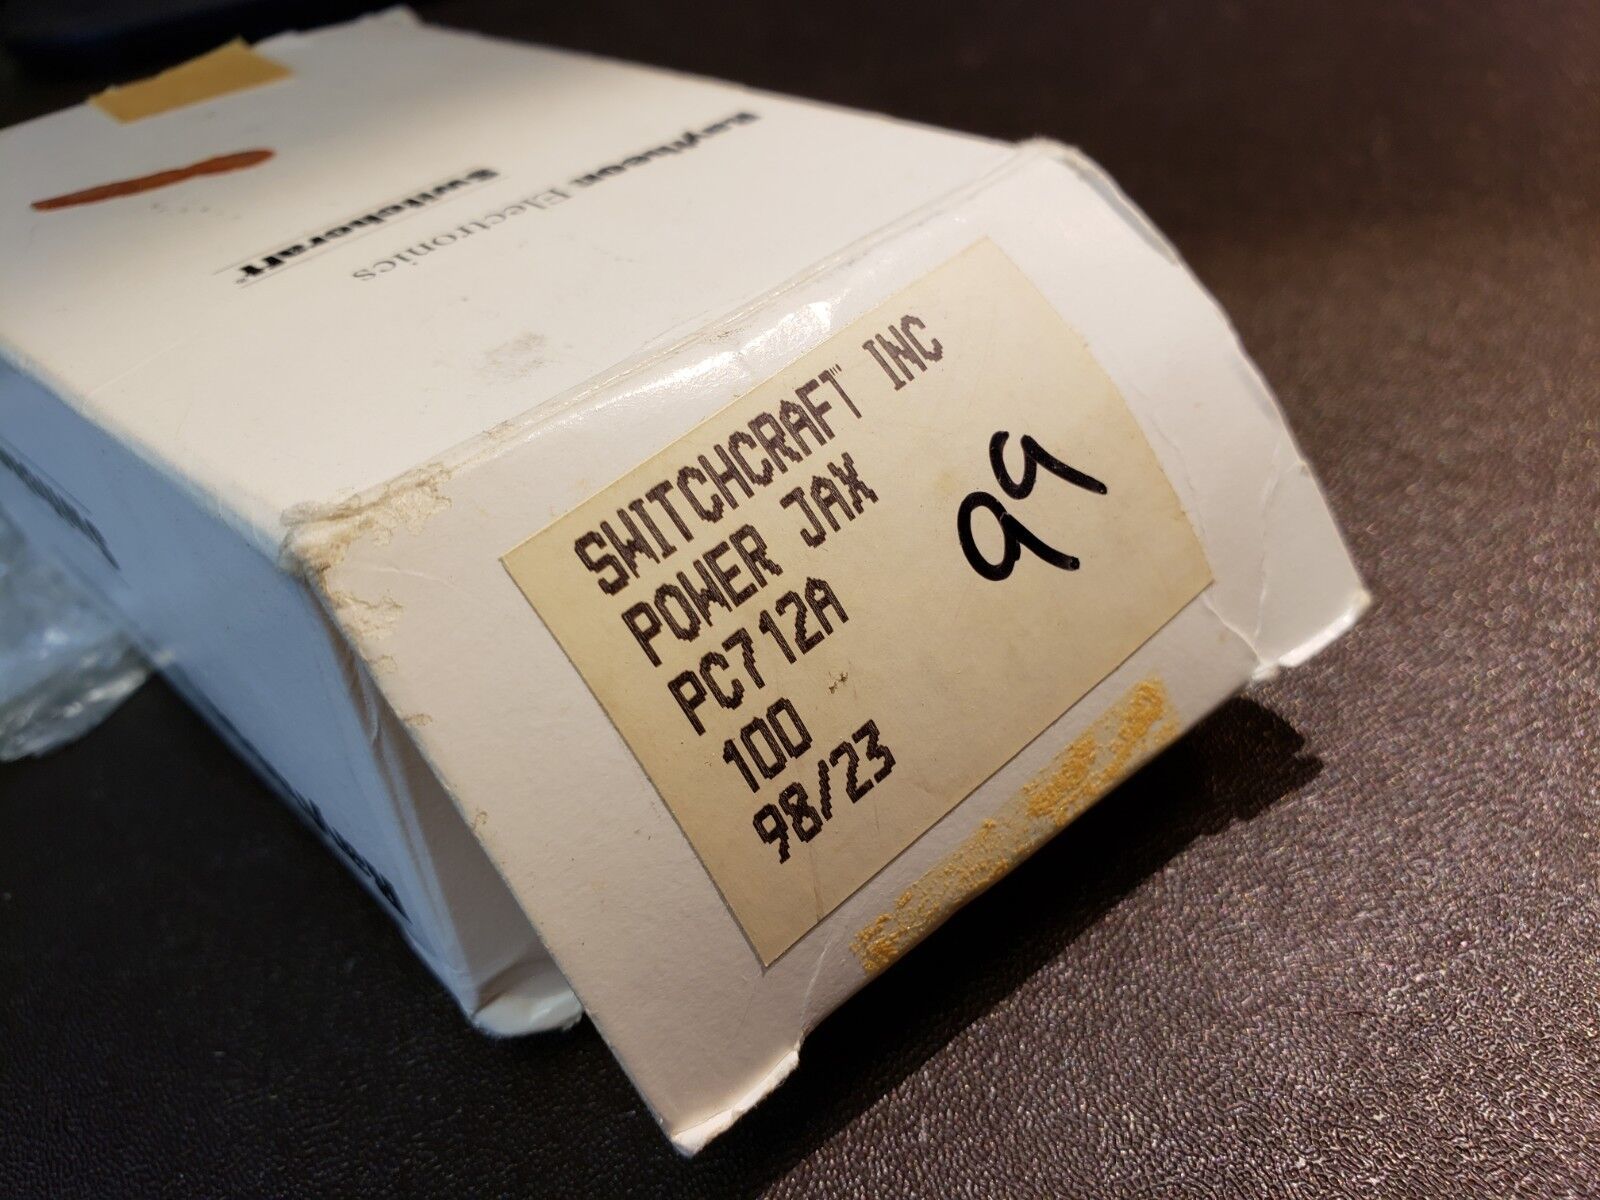 Raytheon Electronics
Switchcraft®
SWITCHCRAFT INC
POWER JAX
PC712A
100
98/23
99